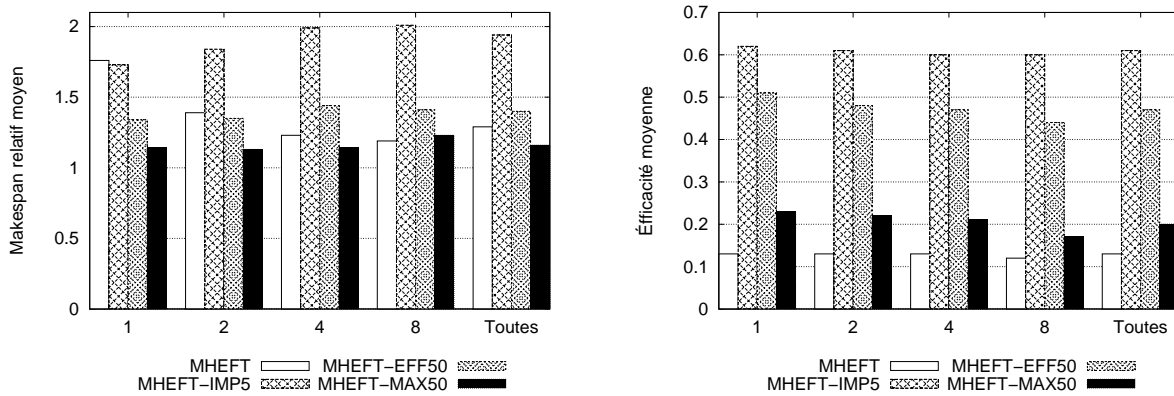 Makespan relatif moyen
2
1.5
1
0.5
0
1 2 4 8 Toutes
MHEFT MHEFT−EFF50
MHEFT−IMP5 MHEFT−MAX50
Éfficacité moyenne
0.7
0.6
0.5
0.4
0.3
0.2
0.1
0
1 2 4 8 Toutes
MHEFT MHEFT−EFF50
MHEFT−IMP5 MHEFT−MAX50